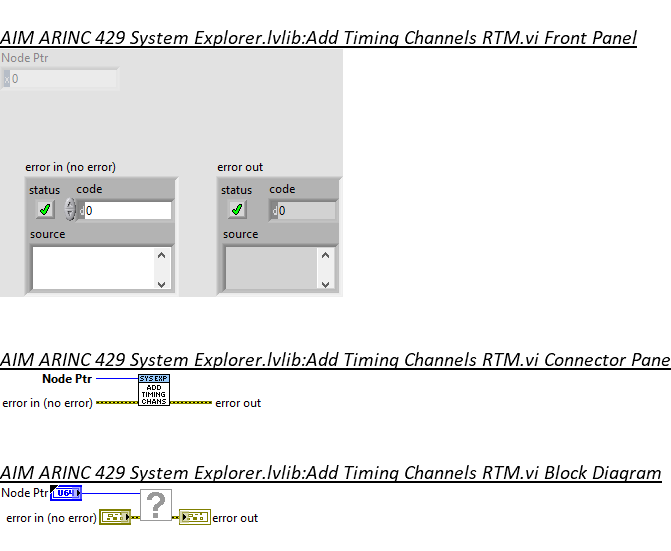 AIM ARINC 429 System Explorer.lvlib:Add Timing Channels RTM.vi Front Panel
Node Ptr
x 0
error in (no error)
error out
status code
status code
d 0
d 0
source
source
AIM ARINC 429 System Explorer.lvlib:Add Timing Channels RTM.vi Connector Pane
Node Ptr
SYS EXP
ADD
TIMING
CHANS
error in (no error)
error out
AIM ARINC 429 System Explorer.lvlib:Add Timing Channels RTM.vi Block Diagram
Node Ptr U64
?
error in (no error)
error out